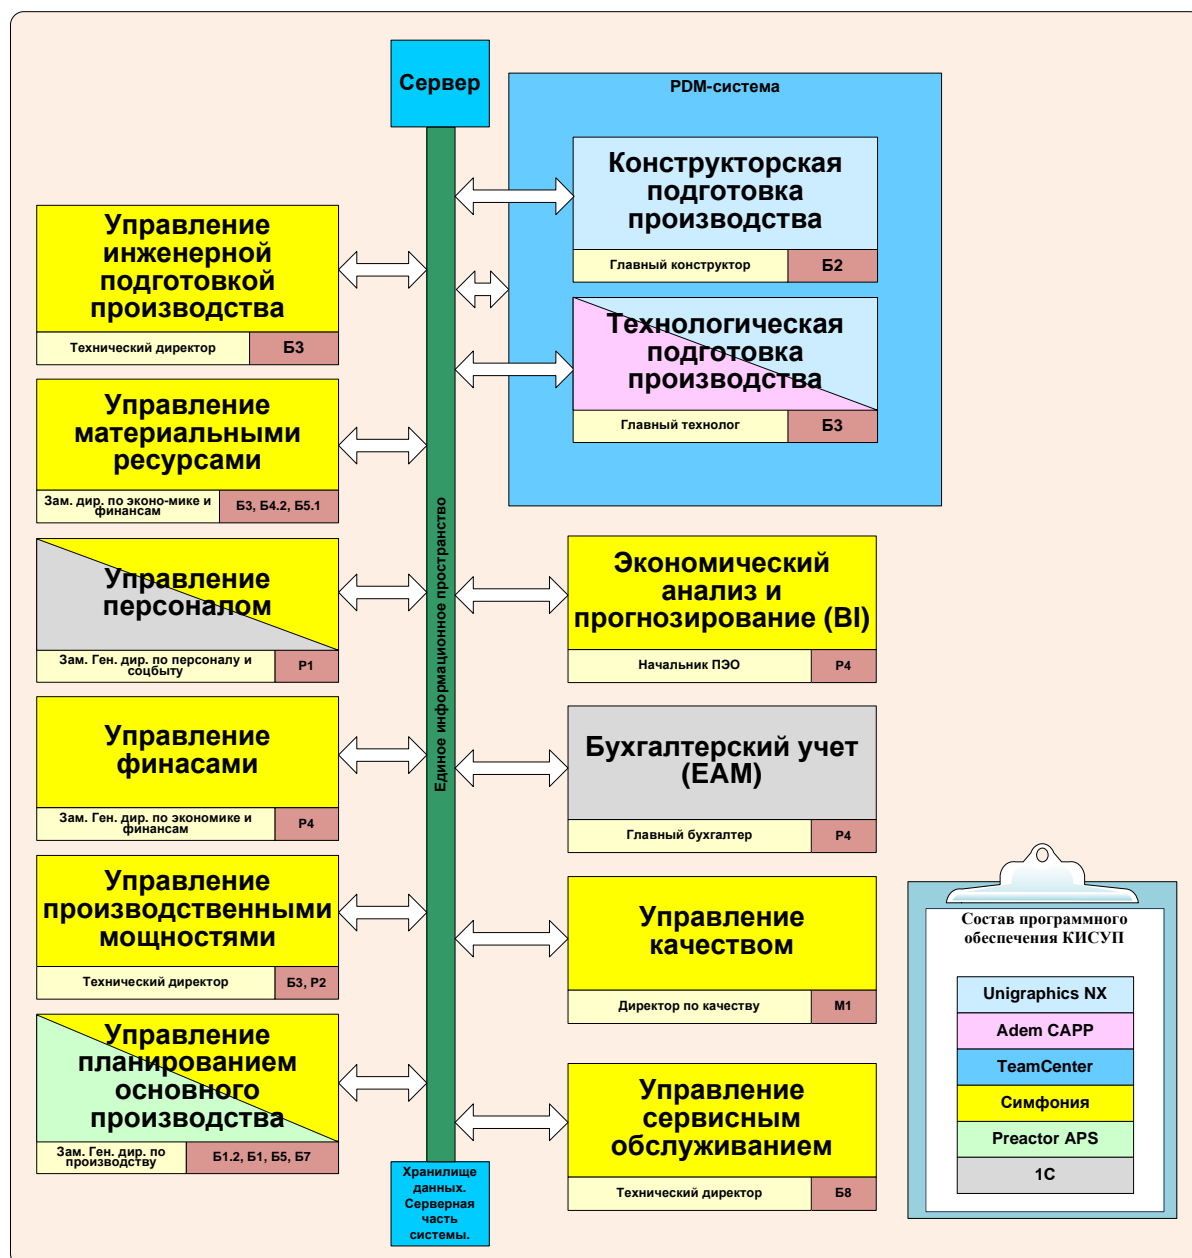 Сервер
PDM-система
Конструкторская
подготовка
производства
Главный конструктор
Б2
Технологическая
подготовка
производства
Главный технолог
Б3
Управление
инженерной
подготовкой
производства
Технический директор
Б3
Управление
материальными
ресурсами
Зам. дир. по эконо-мике и
финансам
Б3, Б4.2, Б5.1
Управление
персоналом
Зам. Ген. дир. по персоналу и
соцбыту
Р1
Управление
финасами
Зам. Ген. дир. по экономике и
финансам
Р4
Управление
производственными
мощностями
Технический директор
Б3, Р2
Управление
планированием
основного
производства
Зам. Ген. дир. по
производству
Б1.2, Б1, Б5, Б7
Единое информационное пространство
Экономический
анализ и
прогнозирование (BI)
Начальник ПЭО
Р4
Бухгалтерский учет
(ЕАМ)
Главный бухгалтер
Р4
Управление
качеством
Директор по качеству
М1
Управление
сервисным
обслуживанием
Технический директор
Б8
Хранилище
данных.
Серверная
часть
системы.
Состав программного
обеспечения КИСУП
Unigraphics NX
Adem CAPP
TeamCenter
Симфония
Preactor APS
1С